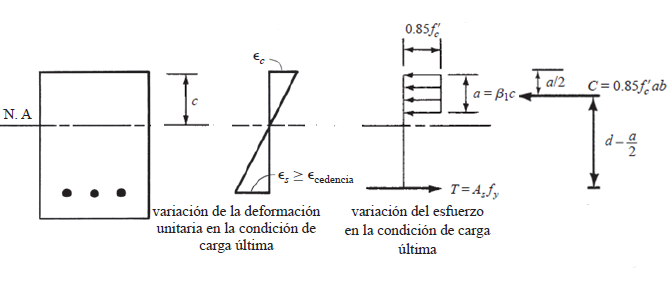 0.85f′c
ϵc
c
N. A
ϵs ≥ ϵcedencia
variación de la deformación
unitaria en la condición de
carga última
a = β1c
a/2
C = 0.85f′c ab
d − a/2
T = As fy
variación del esfuerzo
en la condición de carga
última